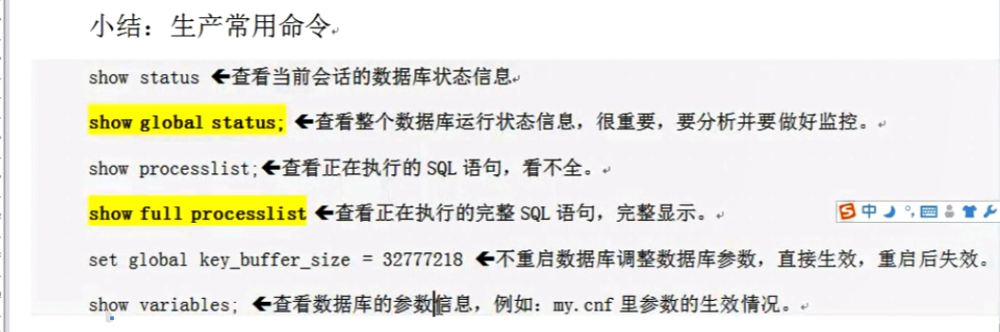 小结：生产常用命令
show status ←查看当前会话的数据库状态信息
show global status; ←查看整个数据库运行状态信息，很重要，要分析并要做好监控。
show processlist;←查看正在执行的 SQL 语句，看不全。
show full processlist ←查看正在执行的完整 SQL 语句，完整显示。
中
set global key_buffer_size = 32777218 ←不重启数据库调整数据库参数，直接生效，重启后失效。
show variables; ←查看数据库的参数信息，例如：my.cnf 里参数的生效情况。